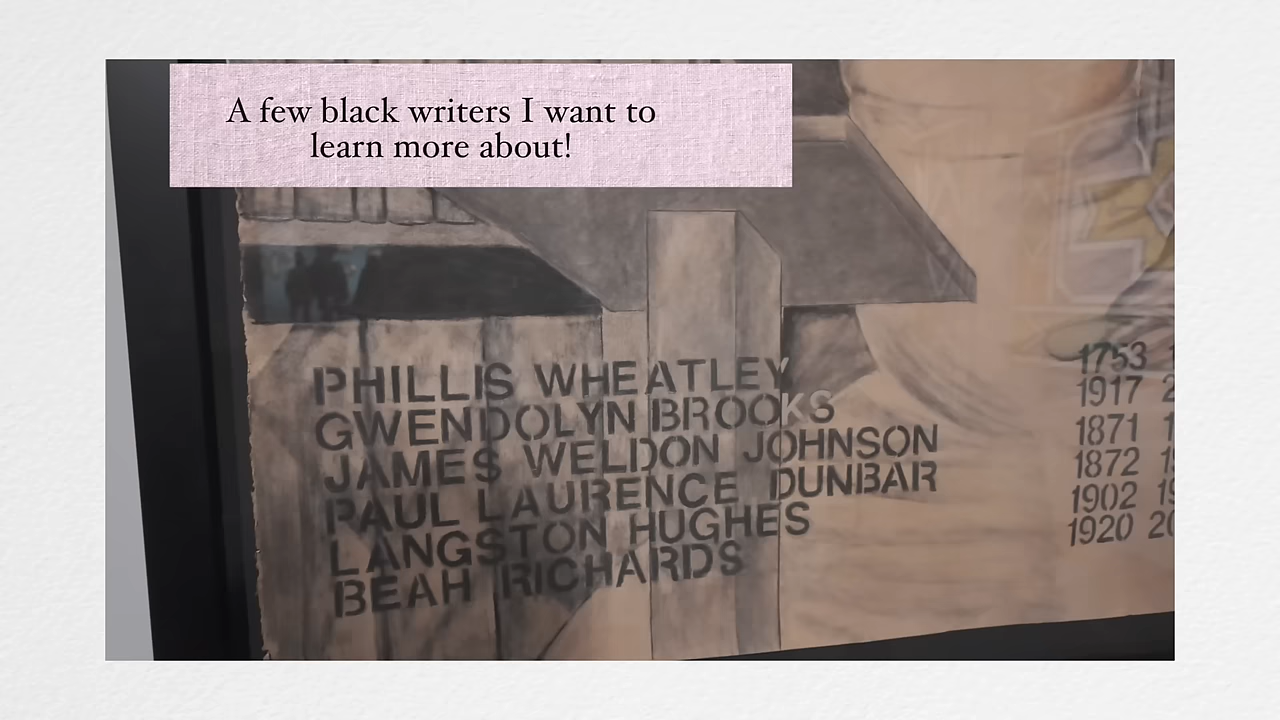 A few black writers I want to
learn more about!
PHILLIS WHEATLEY 1753
GWENDOLYN BROOKS 1917
JAMES WELDON JOHNSON 1871
PAUL LAURENCE DUNBAR 1872
LANGSTON HUGHES 1902
BEAH RICHARDS 1920